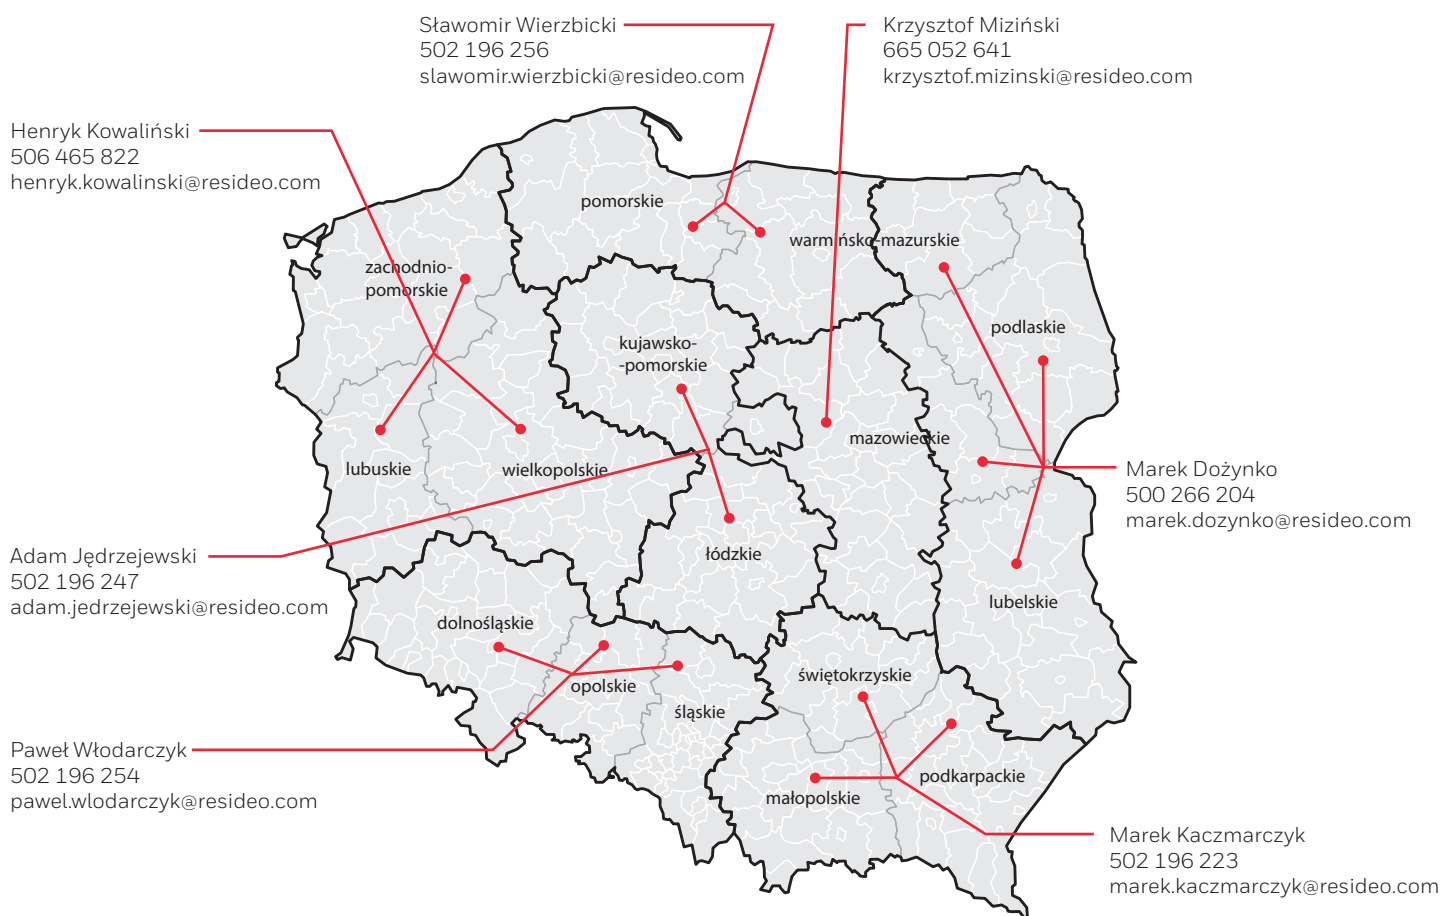 Sławomir Wierzbicki
502 196 256
slawomir.wierzbicki@resideo.com
Krzysztof Miziński
665 052 641
krzysztof.mizinski@resideo.com
Henryk Kowaliński
506 465 822
henryk.kowalinski@resideo.com
pomorskie
warmińsko-mazurskie
zachodnio-
pomorskie
podlaskie
kujawsko-
-pomorskie
mazowieckie
lubuskie
wielkopolskie
Marek Dożynko
500 266 204
marek.dozynko@resideo.com
Adam Jędrzejewski
502 196 247
adam.jedrzejewski@resideo.com
łódzkie
lubelskie
dolnośląskie
opolskie
śląskie
świętokrzyskie
Paweł Włodarczyk
502 196 254
pawel.wlodarczyk@resideo.com
małopolskie
podkarpackie
Marek Kaczmarczyk
502 196 223
marek.kaczmarczyk@resideo.com